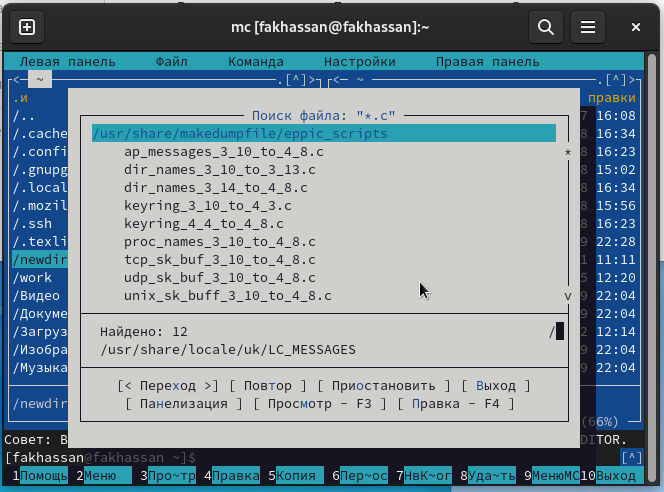 mc [fakhassan@fakhassan]:~
Левая панель Файл Команда Настройки Правая панель
<─ ~ .[^]> <─ ~ .[^]>
.и правки
/.. 7 16:08
/.cache 8 16:34
/.confi 8 16:23
/.gnupg 8 15:02
/.local 8 16:34
/.mozil 8 15:56
/.ssh 8 16:23
/.texli 9 22:28
/newdir 1 11:11
/work 5 12:20
/Видео 9 22:04
/Докуме 9 22:04
/Загруз 2 12:14
/Изобра 9 22:04
/Музыка 9 22:04
/newdir (66%)
Поиск файла: "*.c"
/usr/share/makedumpfile/eppic_scripts
ap_messages_3_10_to_4_8.c
dir_names_3_10_to_3_13.c
dir_names_3_14_to_4_8.c
keyring_3_10_to_4_3.c
keyring_4_4_to_4_8.c
proc_names_3_10_to_4_8.c
tcp_sk_buf_3_10_to_4_8.c
udp_sk_buf_3_10_to_4_8.c
unix_sk_buff_3_10_to_4_8.c
Найдено: 12 /
/usr/share/locale/uk/LC_MESSAGES
[< Переход >] [ Повтор ] [ Приостановить ] [ Выход ]
[ Панелизация ] [ Просмотр - F3 ] [ Правка - F4 ]
Совет: В DITOR.
[fakhassan@fakhassan ~]$ [^]
1Помощь 2Меню 3Про~тр 4Правка 5Копия 6Пер~ос 7НвК~ог 8Уда~ть 9МенюMC 10Выход